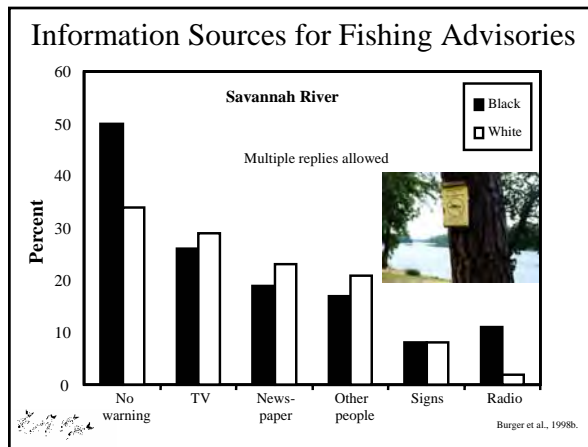 Information Sources for Fishing Advisories
60
50
40
30
20
10
0
Percent
Savannah River
Black
White
Multiple replies allowed
No warning
TV
News-paper
Other people
Signs
Radio
Burger et al., 1998b.